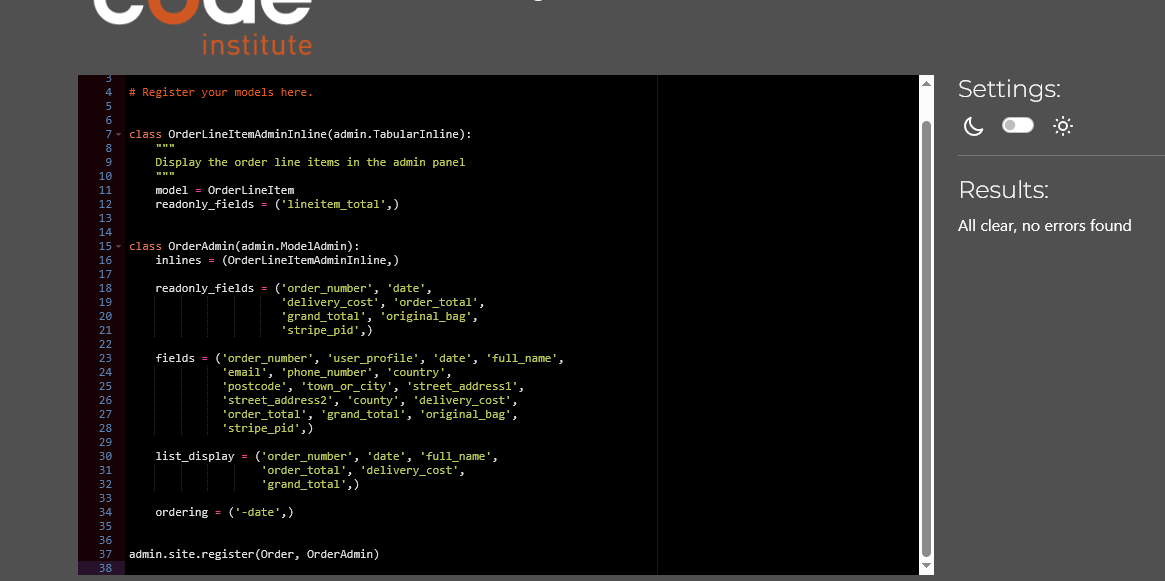 code
institute
Settings:
Results:
All clear, no errors found
3
4 # Register your models here.
5
6
7 class OrderLineItemAdminInline(admin.TabularInline):
8     """
9     Display the order line items in the admin panel
10     """
11     model = OrderLineItem
12     readonly_fields = ('lineitem_total',)
13
14
15 class OrderAdmin(admin.ModelAdmin):
16     inlines = (OrderLineItemAdminInline,)
17
18     readonly_fields = ('order_number', 'date',
19                        'delivery_cost', 'order_total',
20                        'grand_total', 'original_bag',
21                        'stripe_pid',)
22
23     fields = ('order_number', 'user_profile', 'date', 'full_name',
24               'email', 'phone_number', 'country',
25               'postcode', 'town_or_city', 'street_address1',
26               'street_address2', 'county', 'delivery_cost',
27               'order_total', 'grand_total', 'original_bag',
28               'stripe_pid',)
29
30     list_display = ('order_number', 'date', 'full_name',
31                     'order_total', 'delivery_cost',
32                     'grand_total',)
33
34     ordering = ('-date',)
35
36
37 admin.site.register(Order, OrderAdmin)
38